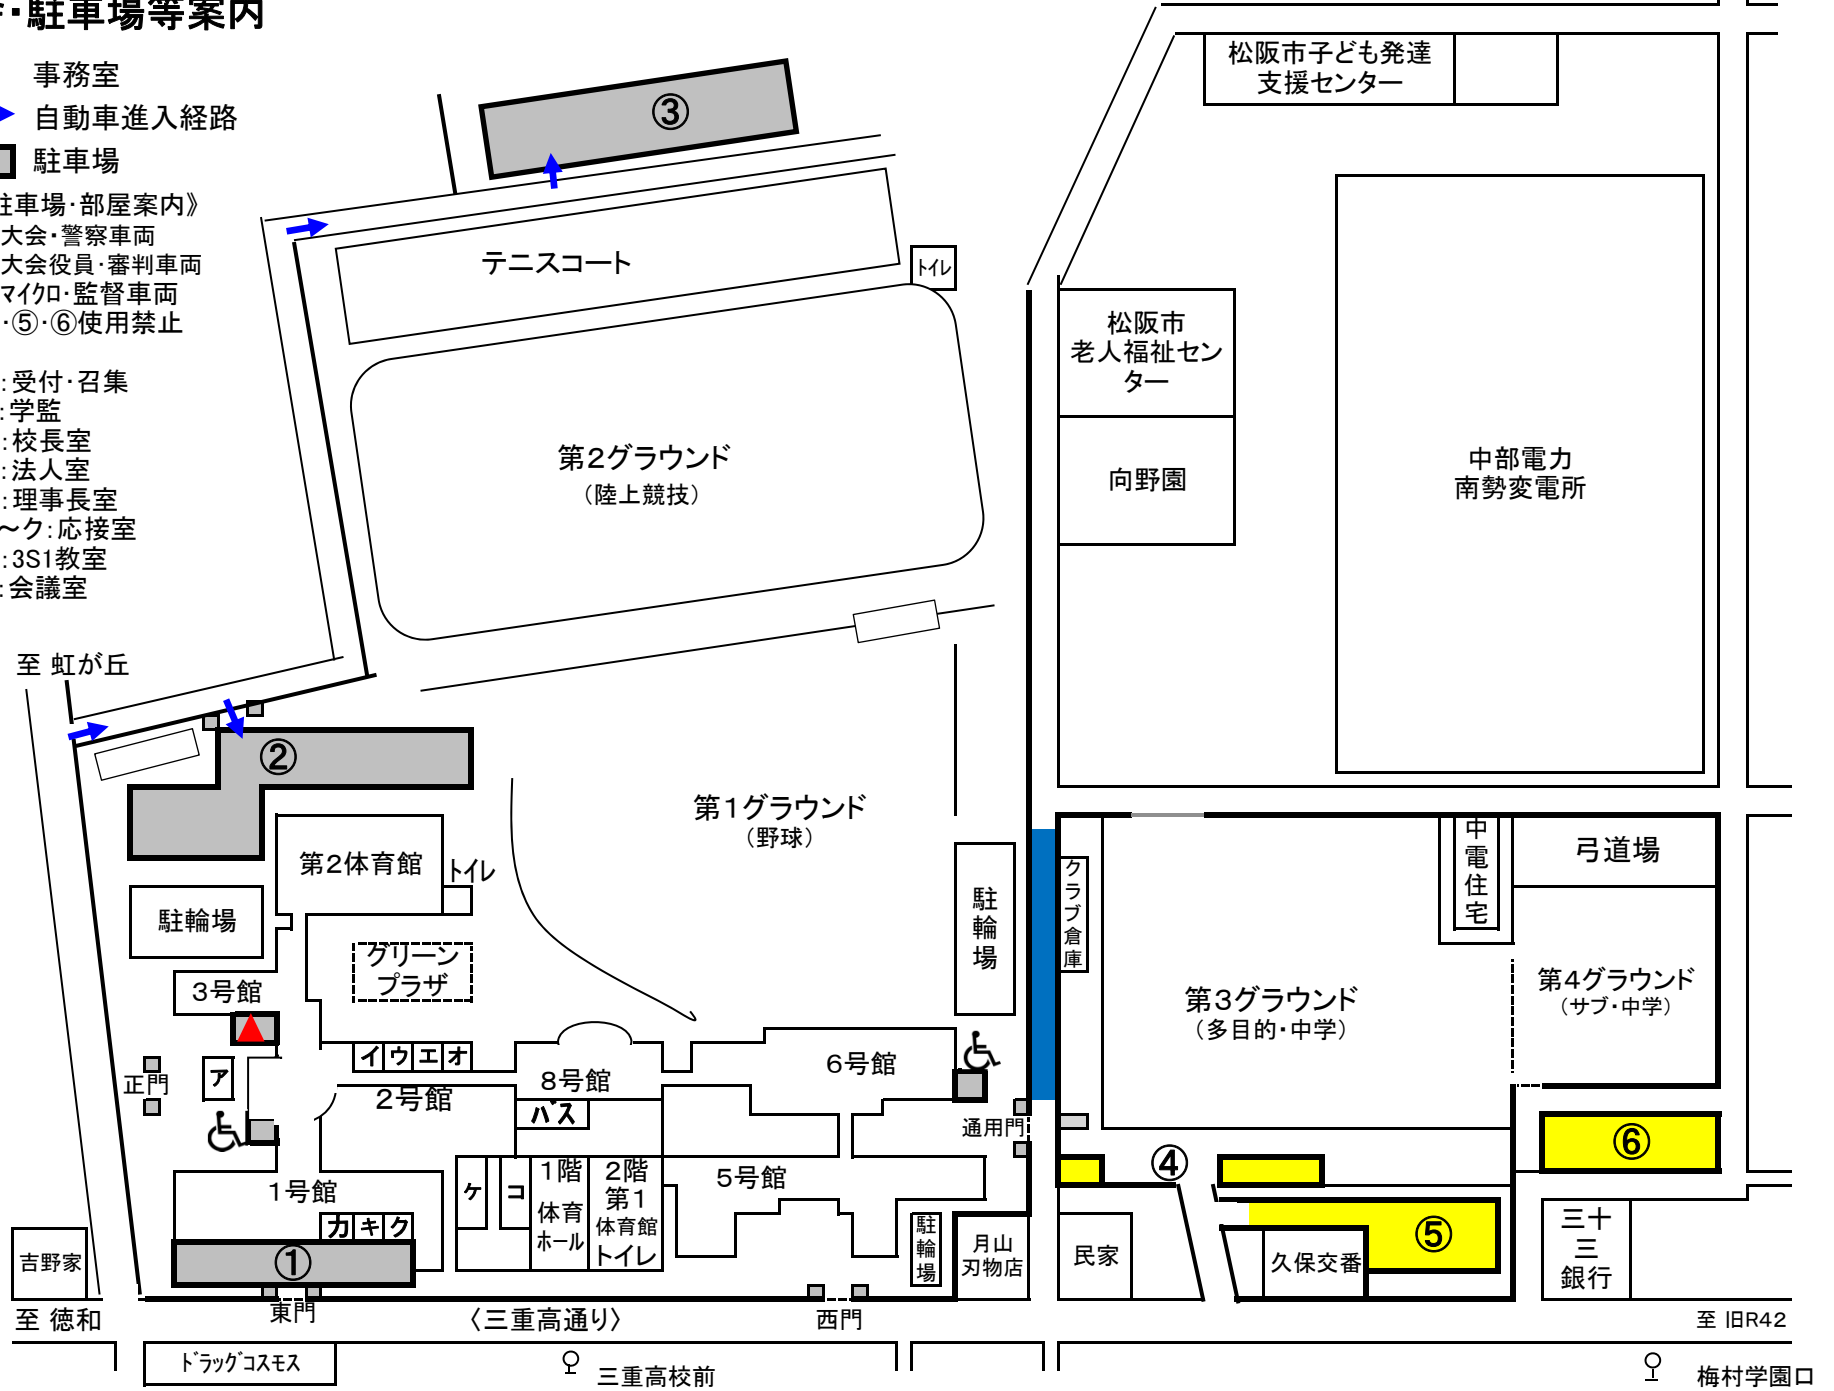 ･駐車場等案内
事務室
自動車進入経路
駐車場
車場･部屋案内》
大会･警察車両
大会役員･審判車両
マイクロ･監督車両
･⑤･⑥使用禁止
:受付･召集
:学監
:校長室
:法人室
:理事長室
～ク:応接室
:3S1教室
:会議室
③
テニスコート
トイレ
第2グラウンド
（陸上競技）
松阪市子ども発達
支援センター
松阪市
老人福祉セン
ター
向野園
中部電力
南勢変電所
至 虹が丘
②
第1グラウンド
（野球）
第2体育館
トイレ
駐輪場
グリーン
プラザ
3号館
駐輪場
クラブ倉庫
中電住宅
弓道場
第3グラウンド
（多目的・中学）
第4グラウンド
（サブ・中学）
正門
ア
イ
ウ
エ
オ
2号館
8号館
バス
6号館
通用門
④
⑥
1号館
ケ
コ
1階
体育
ホール
2階
第1
体育館
トイレ
5号館
カ
キ
ク
①
吉野家
駐輪場
月山
刃物店
民家
久保交番
⑤
三十
三
銀行
至 徳和
東門
〈三重高通り〉
西門
至 旧R42
ドラッグコスモス
三重高校前
梅村学園口